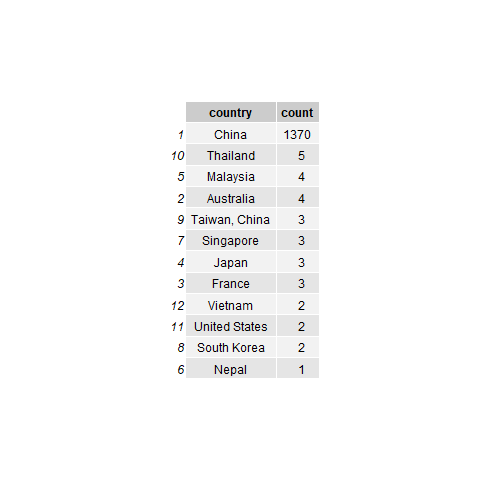 country count
1 China 1370
10 Thailand 5
5 Malaysia 4
2 Australia 4
9 Taiwan, China 3
7 Singapore 3
4 Japan 3
3 France 3
12 Vietnam 2
11 United States 2
8 South Korea 2
6 Nepal 1